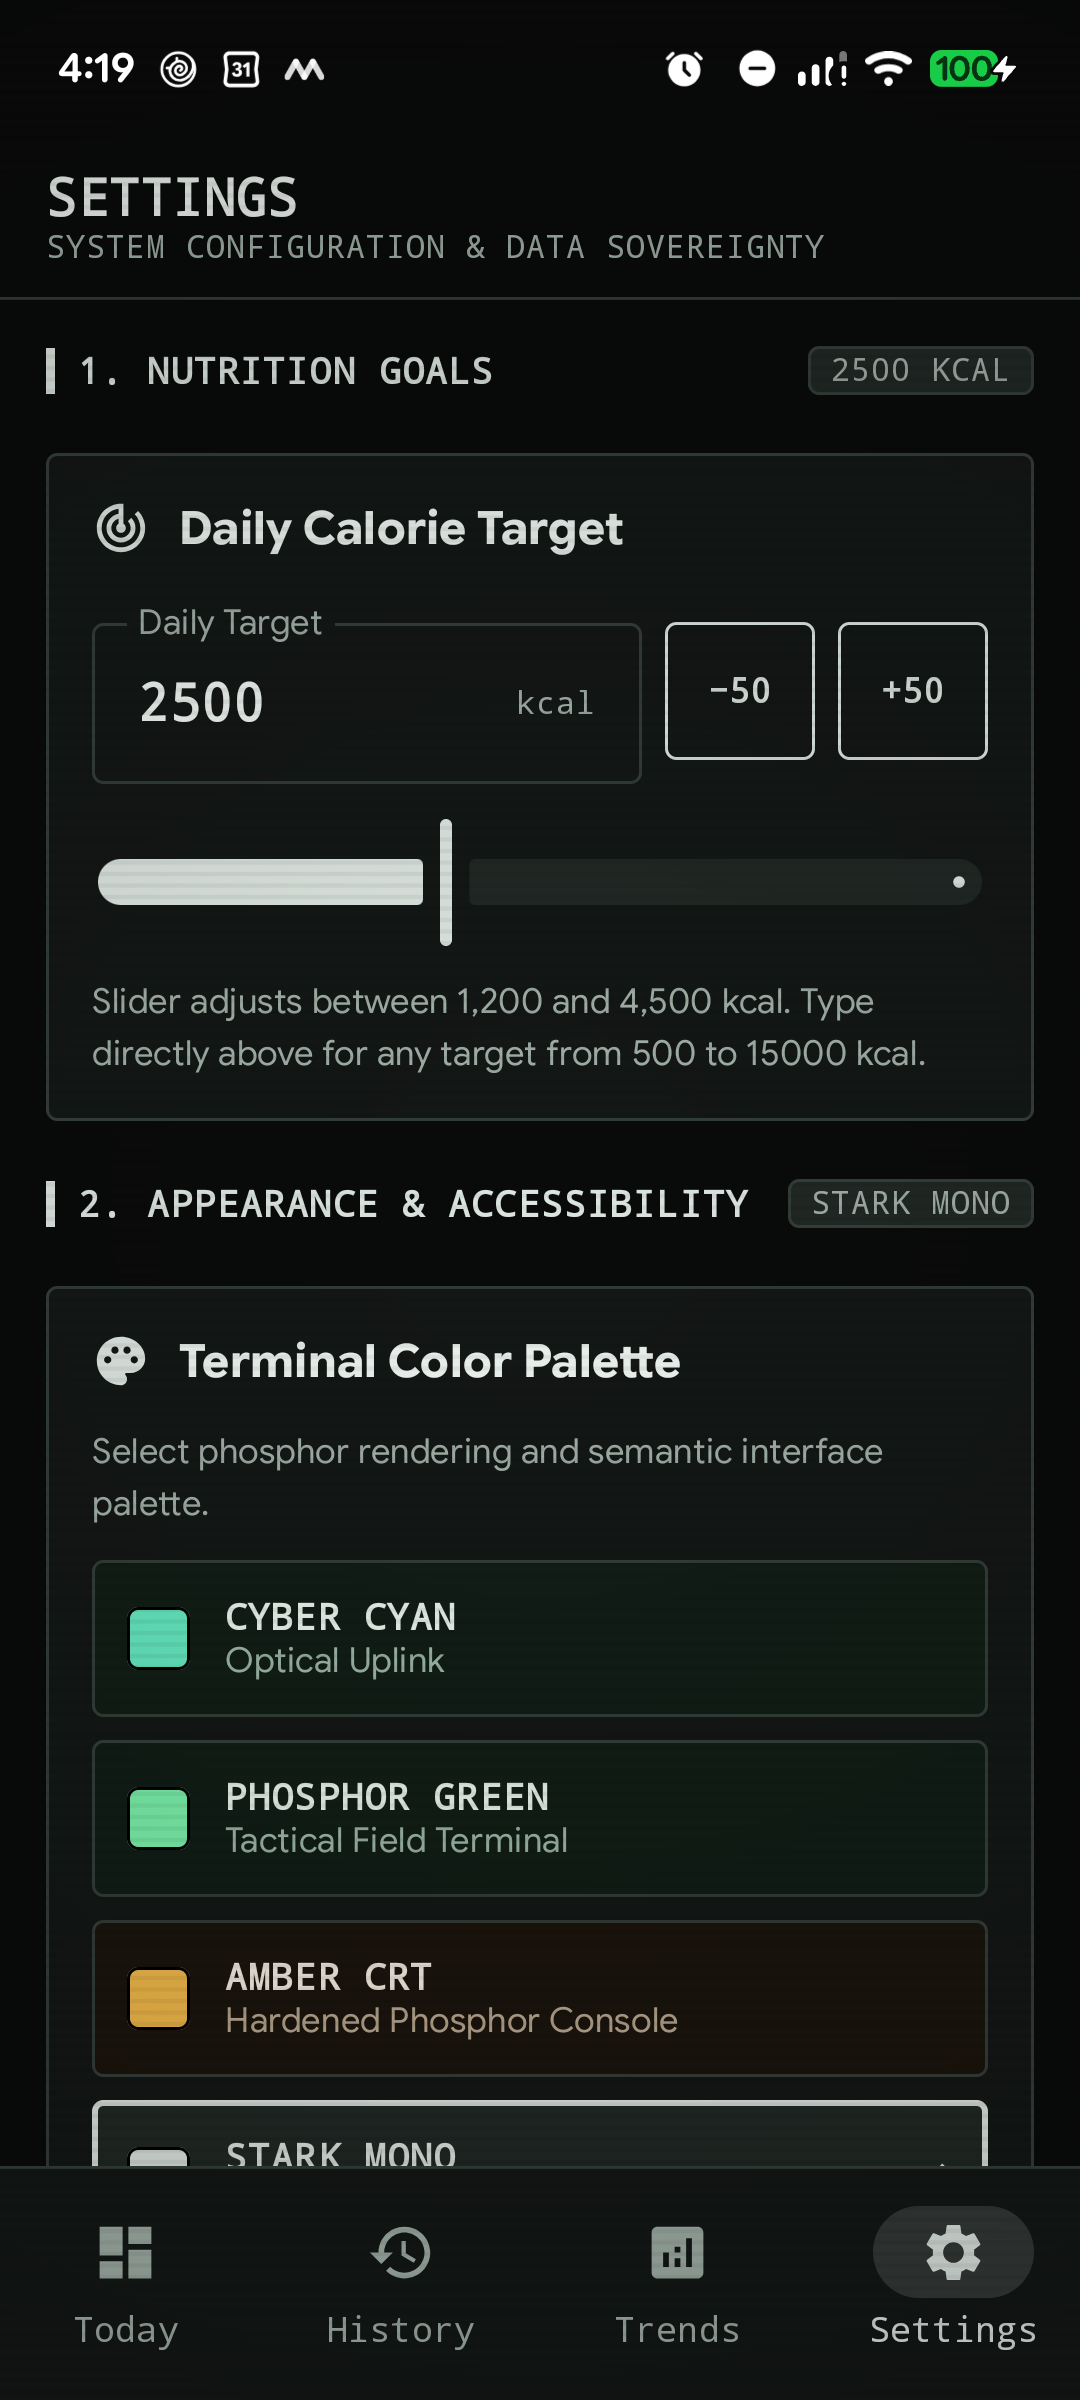 4:19
31
100
SETTINGS
SYSTEM CONFIGURATION & DATA SOVEREIGNTY
1. NUTRITION GOALS
2500 KCAL
Daily Calorie Target
Daily Target
2500
kcal
−50
+50
Slider adjusts between 1,200 and 4,500 kcal. Type
directly above for any target from 500 to 15000 kcal.
2. APPEARANCE & ACCESSIBILITY
STARK MONO
Terminal Color Palette
Select phosphor rendering and semantic interface
palette.
CYBER CYAN
Optical Uplink
PHOSPHOR GREEN
Tactical Field Terminal
AMBER CRT
Hardened Phosphor Console
STARK MONO
Today
History
Trends
Settings